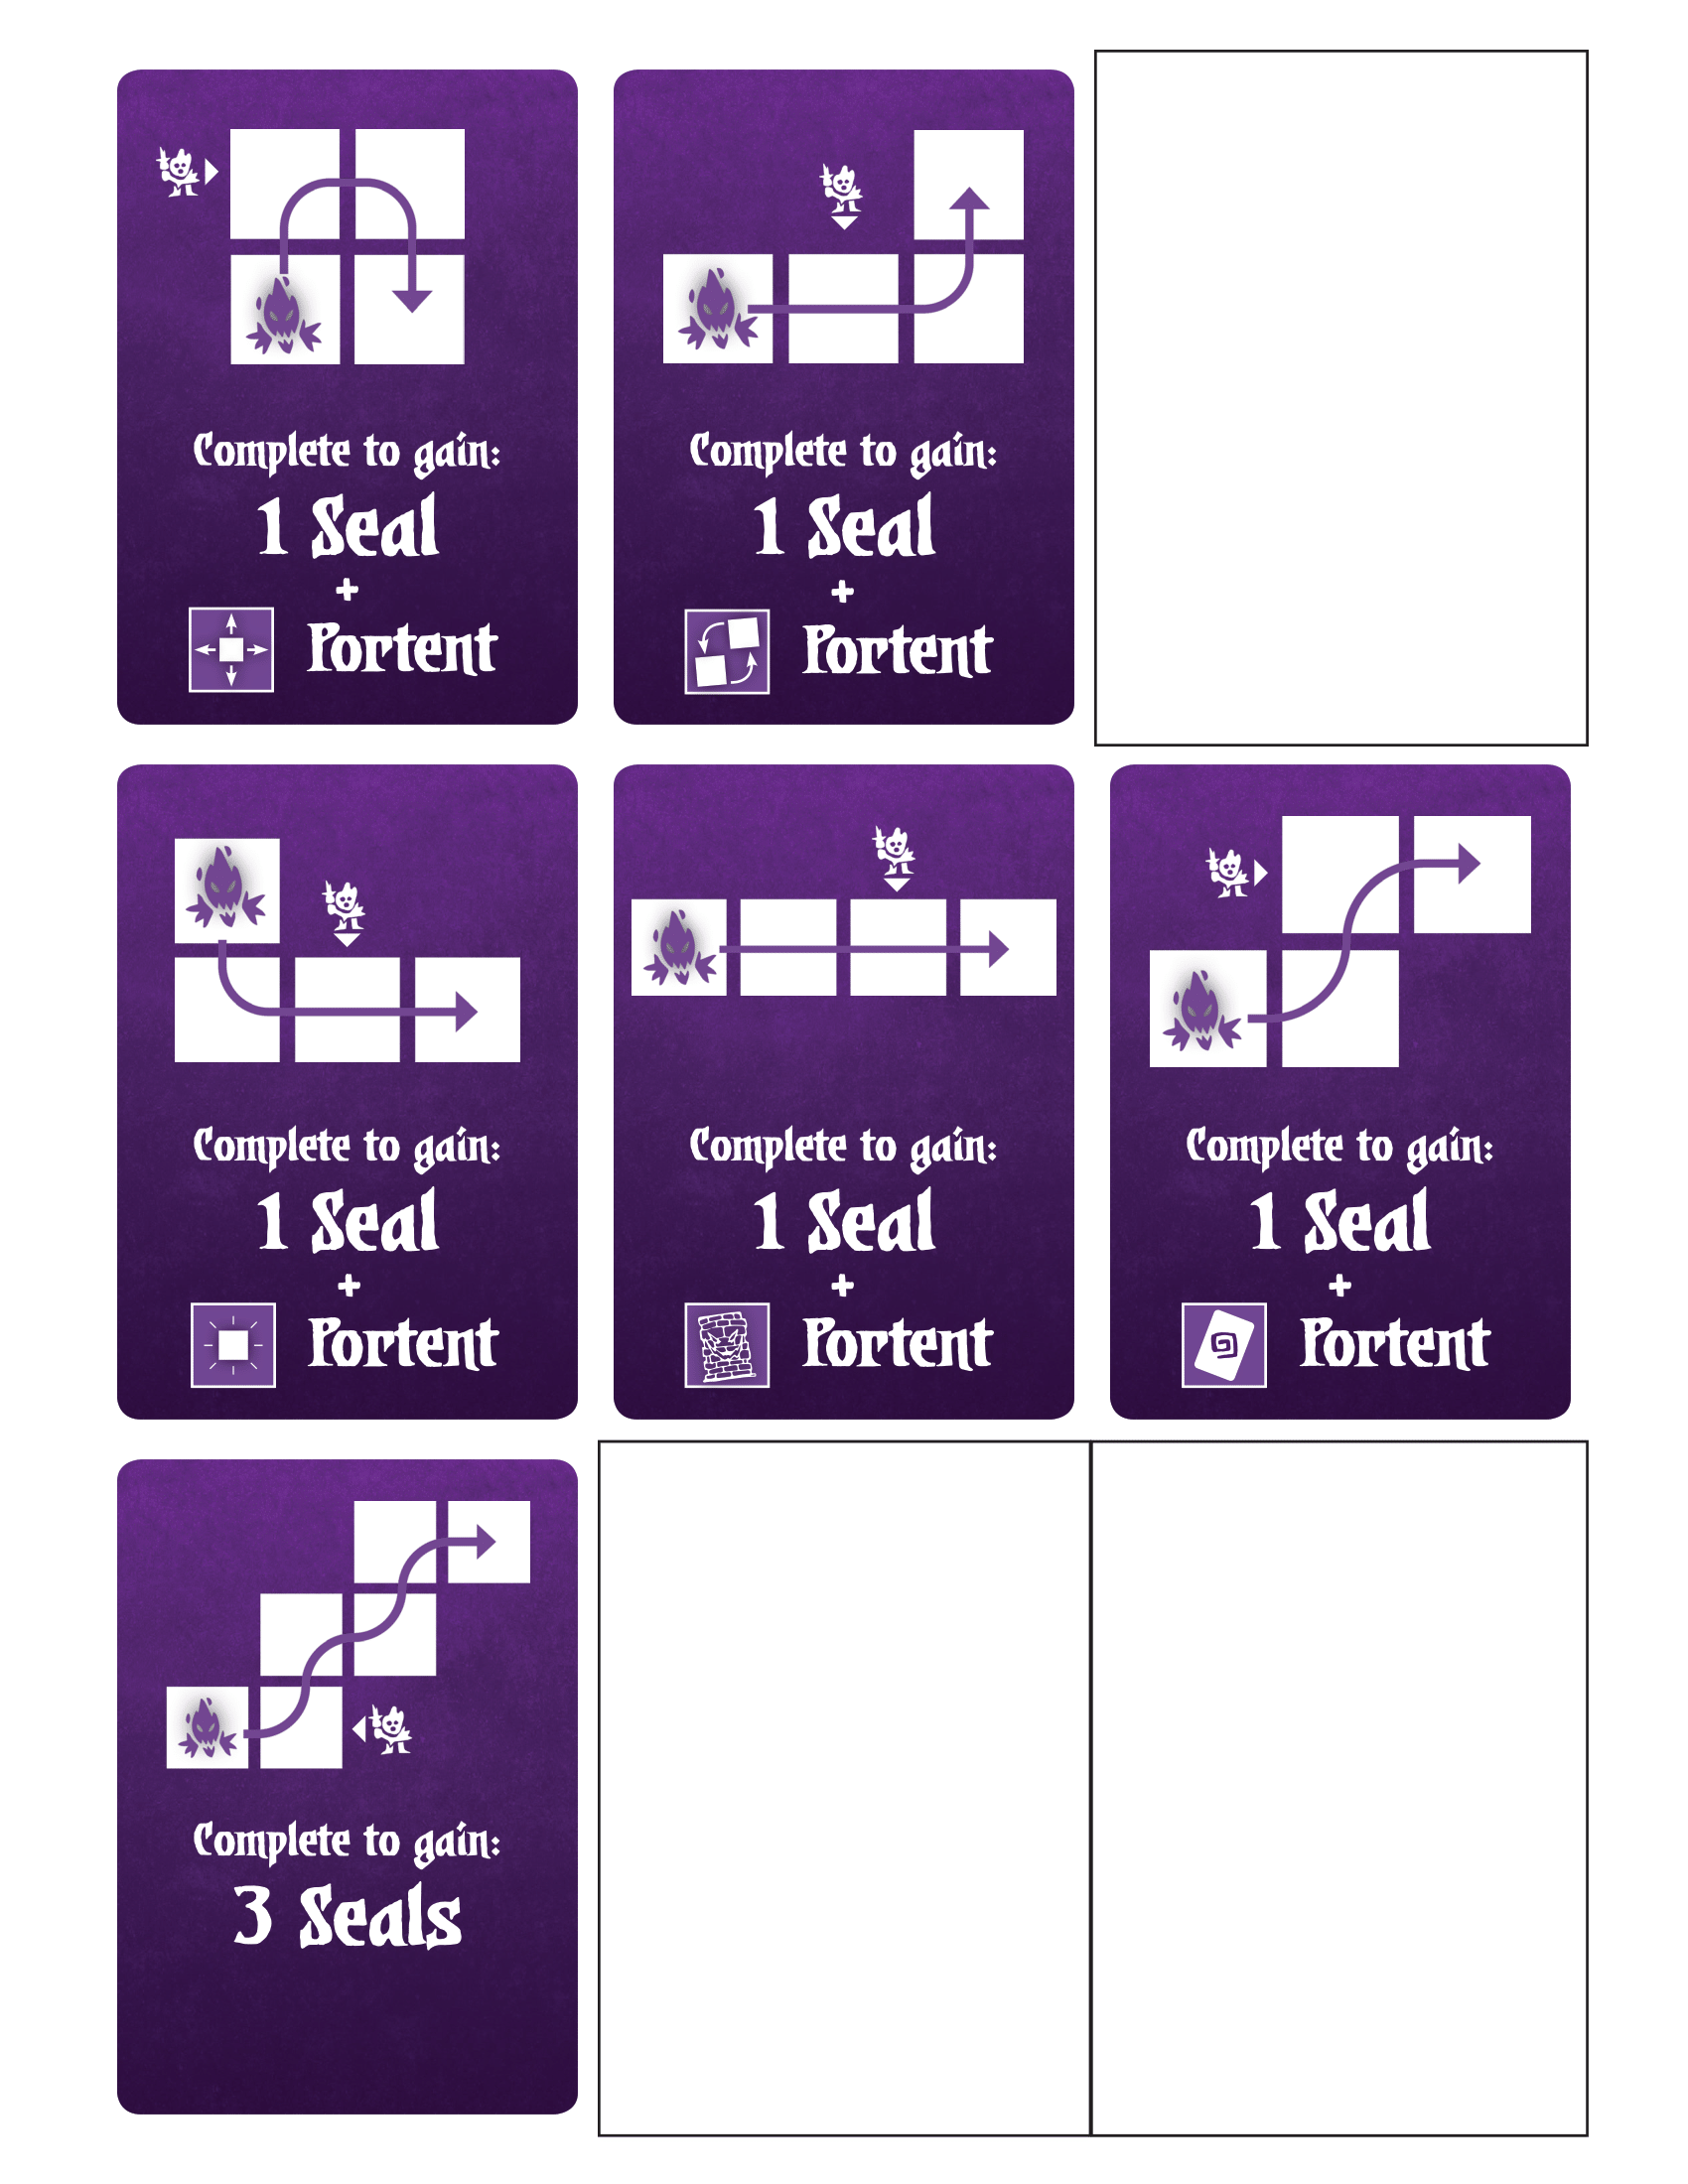 Complete to gain:
1 Seal
+
Portent
Complete to gain:
1 Seal
+
Portent
Complete to gain:
1 Seal
+
Portent
Complete to gain:
1 Seal
+
Portent
Complete to gain:
1 Seal
+
Portent
Complete to gain:
3 Seals